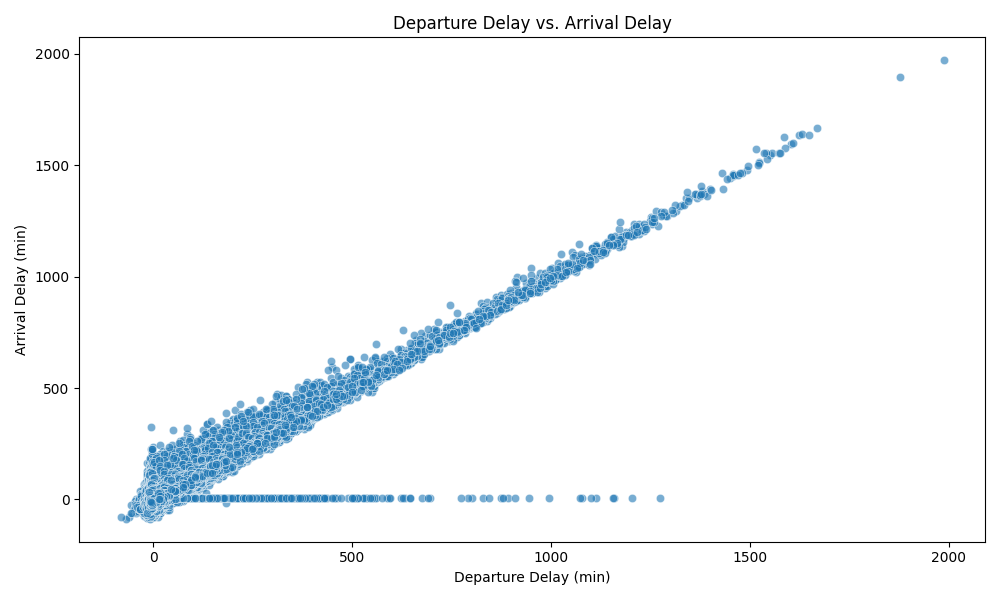 Departure Delay vs. Arrival Delay
2000
1500
1000
500
0
Arrival Delay (min)
0 500 1000 1500 2000
Departure Delay (min)